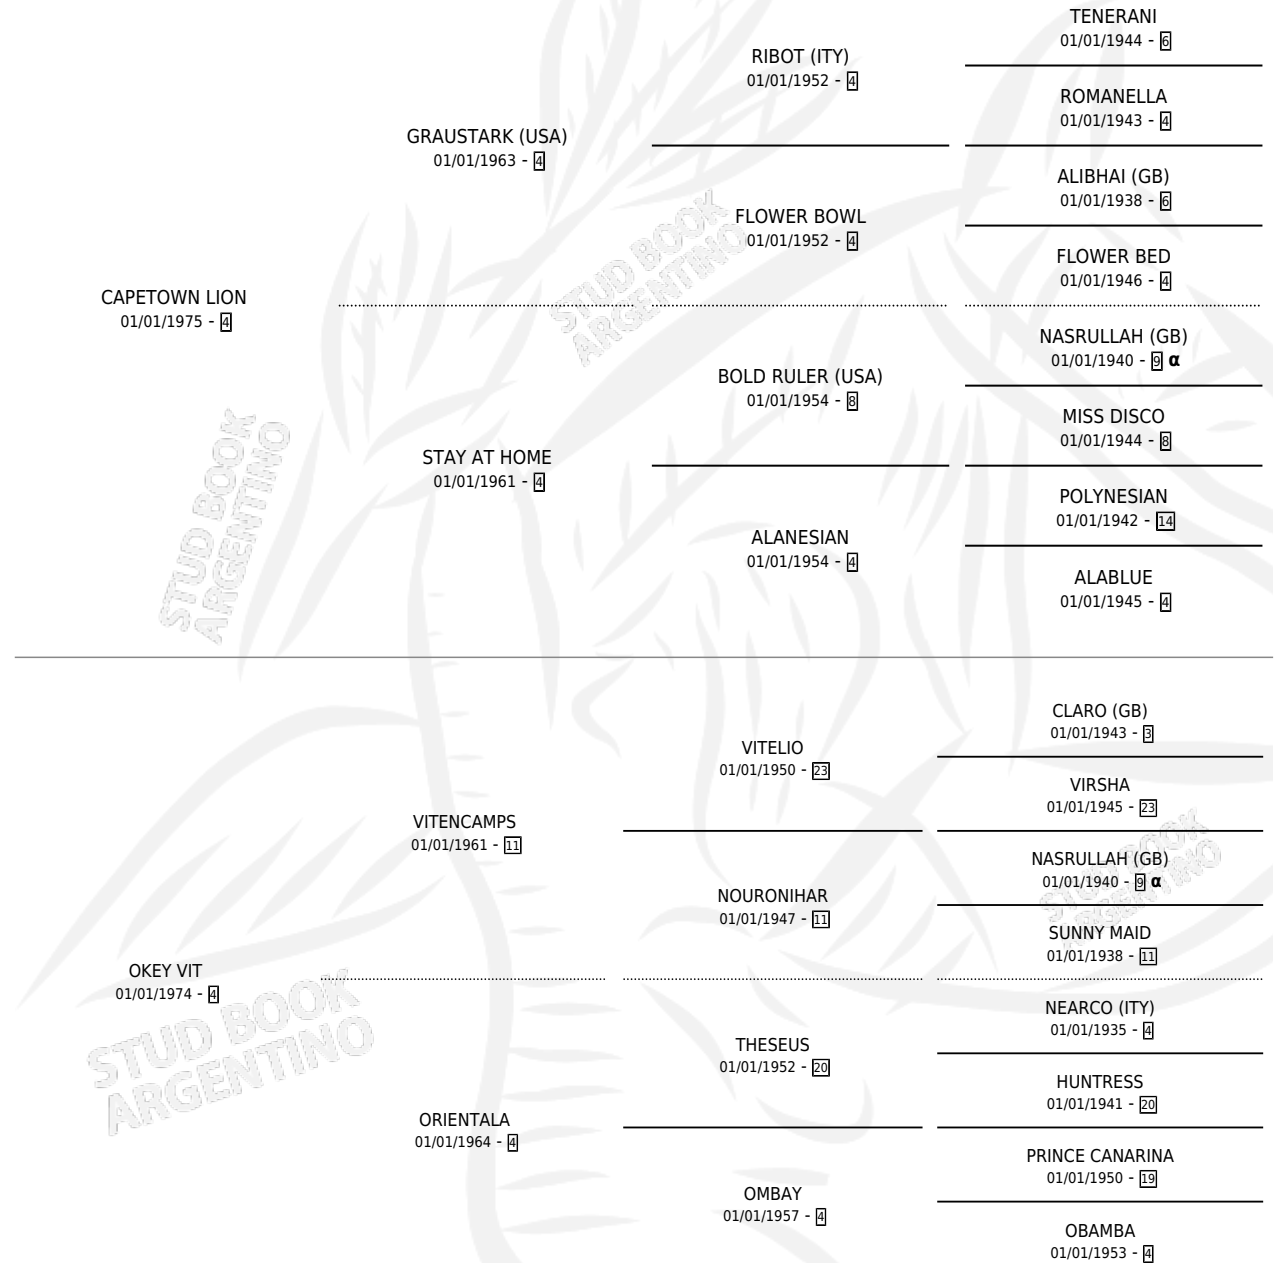 TENERANI
01/01/1944 - 6
RIBOT (ITY)
01/01/1952 - 4
ROMANELLA
01/01/1943 - 4
GRAUSTARK (USA)
01/01/1963 - 4
ALIBHAI (GB)
01/01/1938 - 6
FLOWER BOWL
01/01/1952 - 4
FLOWER BED
01/01/1946 - 4
CAPETOWN LION
01/01/1975 - 4
NASRULLAH (GB)
01/01/1940 - 9 α
BOLD RULER (USA)
01/01/1954 - 8
MISS DISCO
01/01/1944 - 8
STAY AT HOME
01/01/1961 - 4
POLYNESIAN
01/01/1942 - 14
ALANESIAN
01/01/1954 - 4
ALABLUE
01/01/1945 - 4
CLARO (GB)
01/01/1943 - 3
VITELIO
01/01/1950 - 23
VIRSHA
01/01/1945 - 23
VITENCAMPS
01/01/1961 - 11
NASRULLAH (GB)
01/01/1940 - 9 α
NOURONIHAR
01/01/1947 - 11
SUNNY MAID
01/01/1938 - 11
OKEY VIT
01/01/1974 - 4
NEARCO (ITY)
01/01/1935 - 4
THESEUS
01/01/1952 - 20
HUNTRESS
01/01/1941 - 20
ORIENTALA
01/01/1964 - 4
PRINCE CANARINA
01/01/1950 - 19
OMBAY
01/01/1957 - 4
OBAMBA
01/01/1953 - 4
STUD BOOK
ARGENTINO
STUD BOOK
ARGENTINO
STUD BOOK
ARGENTINO
STUD BOOK
ARGENTINO